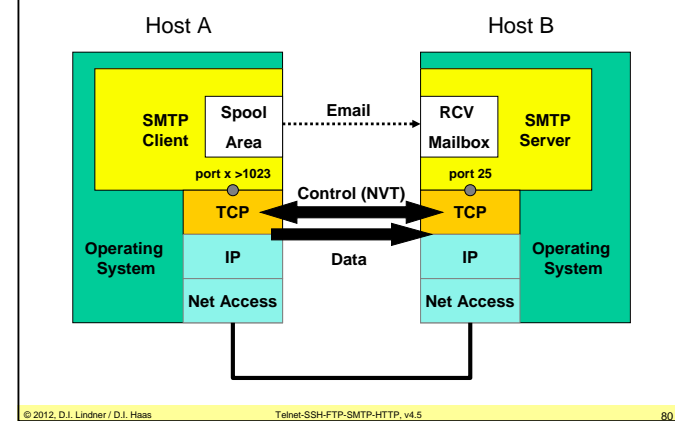 Host A
Host B
SMTP
Client
Spool
Area
Email
RCV
Mailbox
SMTP
Server
port x >1023
port 25
Control (NVT)
TCP
TCP
Operating
System
IP
Data
IP
Operating
System
Net Access
Net Access
© 2012, D.I. Lindner / D.I. Haas
Telnet-SSH-FTP-SMTP-HTTP, v4.5
80